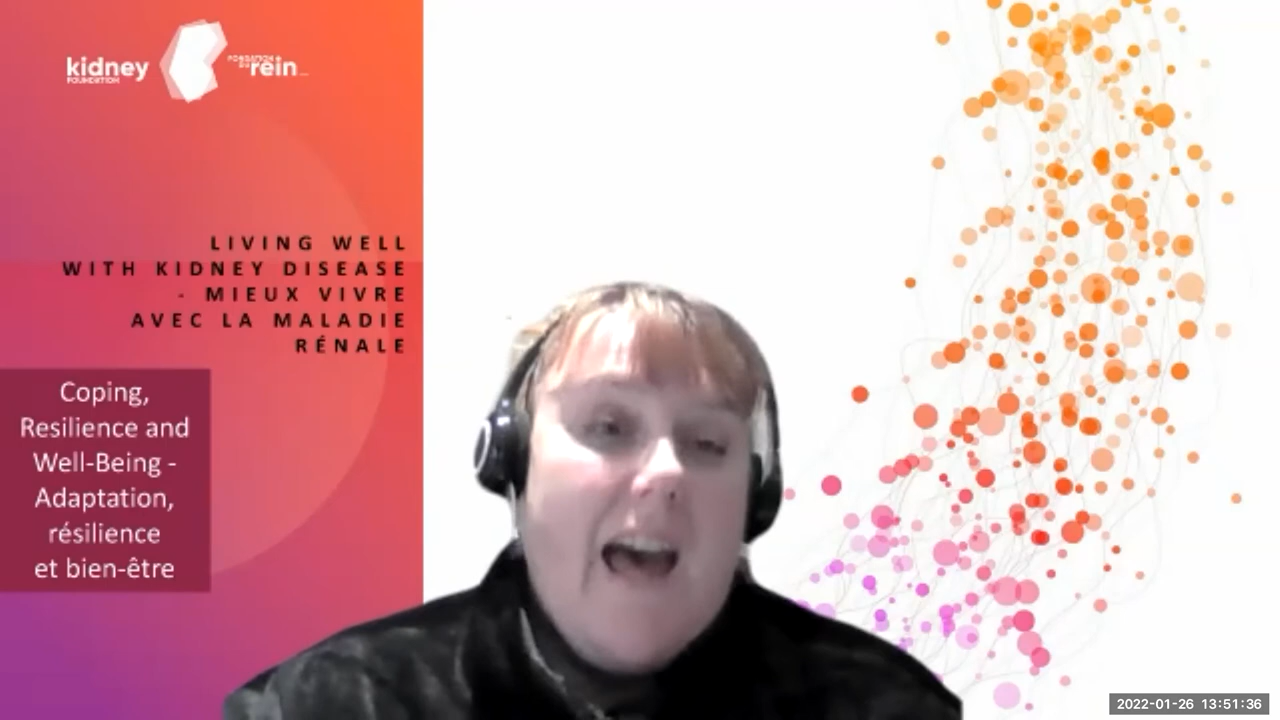 kidney
FOUNDATION
FONDATION
DU rein
LIVING WELL
WITH KIDNEY DISEASE
- MIEUX VIVRE
AVEC LA MALADIE
RÉNALE
Coping,
Resilience and
Well-Being -
Adaptation,
résilience
et bien-être
2022-01-26 13:51:36